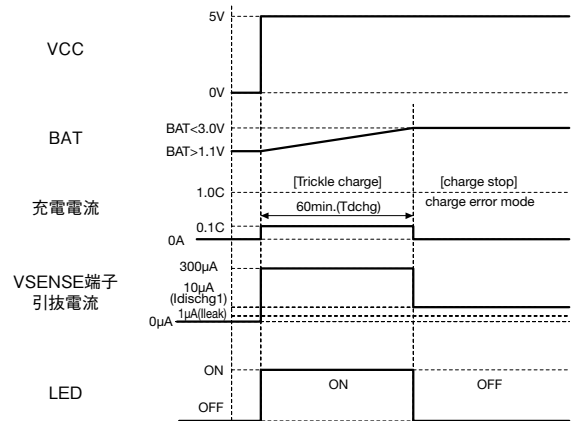 5V
VCC
0V
BAT<3.0V
BAT
BAT>1.1V
[Trickle charge]
[charge stop]
1.0C
60min.(Tdchg)
charge error mode
充電電流
0.1C
0A
300μA
VSENSE端子
引抜電流
10μA
(Idischg1)
1μA(Ileak)
0μA
ON
LED
ON
OFF
OFF